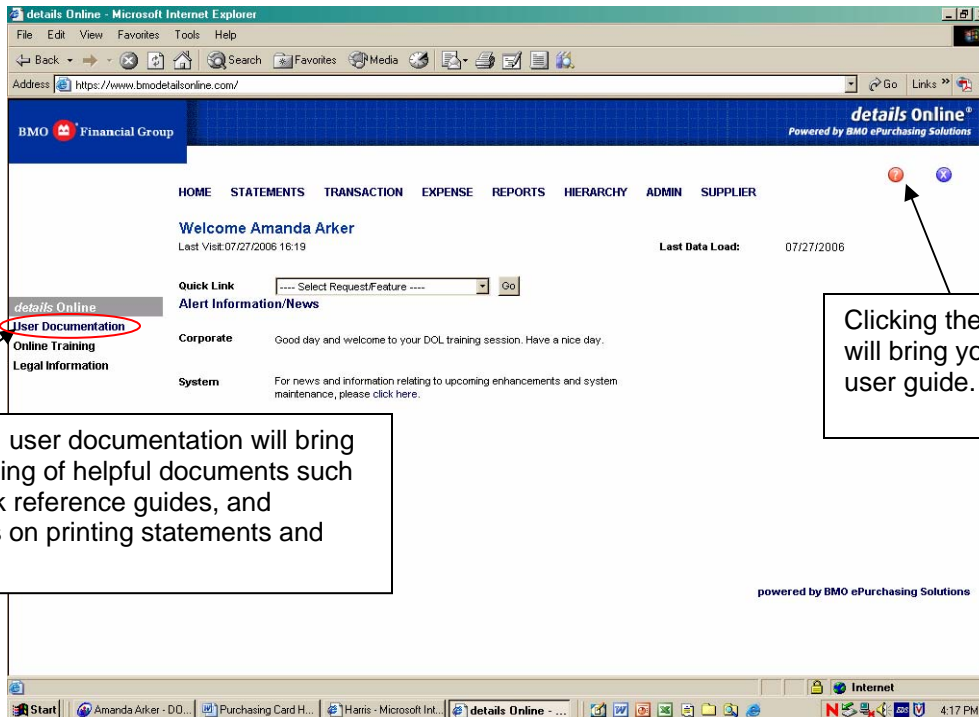 details Online - Microsoft Internet Explorer
File Edit View Favorites Tools Help
Back Search Favorites Media
Address https://www.bmodetailsonline.com/ Go Links »
BMO Financial Group
details Online®
Powered by BMO ePurchasing Solutions
HOME STATEMENTS TRANSACTION EXPENSE REPORTS HIERARCHY ADMIN SUPPLIER
Welcome Amanda Arker
Last Visit:07/27/2006 16:19 Last Data Load: 07/27/2006
Quick Link ---- Select Request/Feature ---- Go
details Online
User Documentation
Online Training
Legal Information
Alert Information/News
Corporate Good day and welcome to your DOL training session. Have a nice day.
System For news and information relating to upcoming enhancements and system
maintenance, please click here.
Clicking the
will bring yo
user guide.
user documentation will bring
ing of helpful documents such
k reference guides, and
s on printing statements and
powered by BMO ePurchasing Solutions
Internet
Start Amanda Arker - DO... Purchasing Card H... Harris - Microsoft Int... details Online - ... 4:17 PM